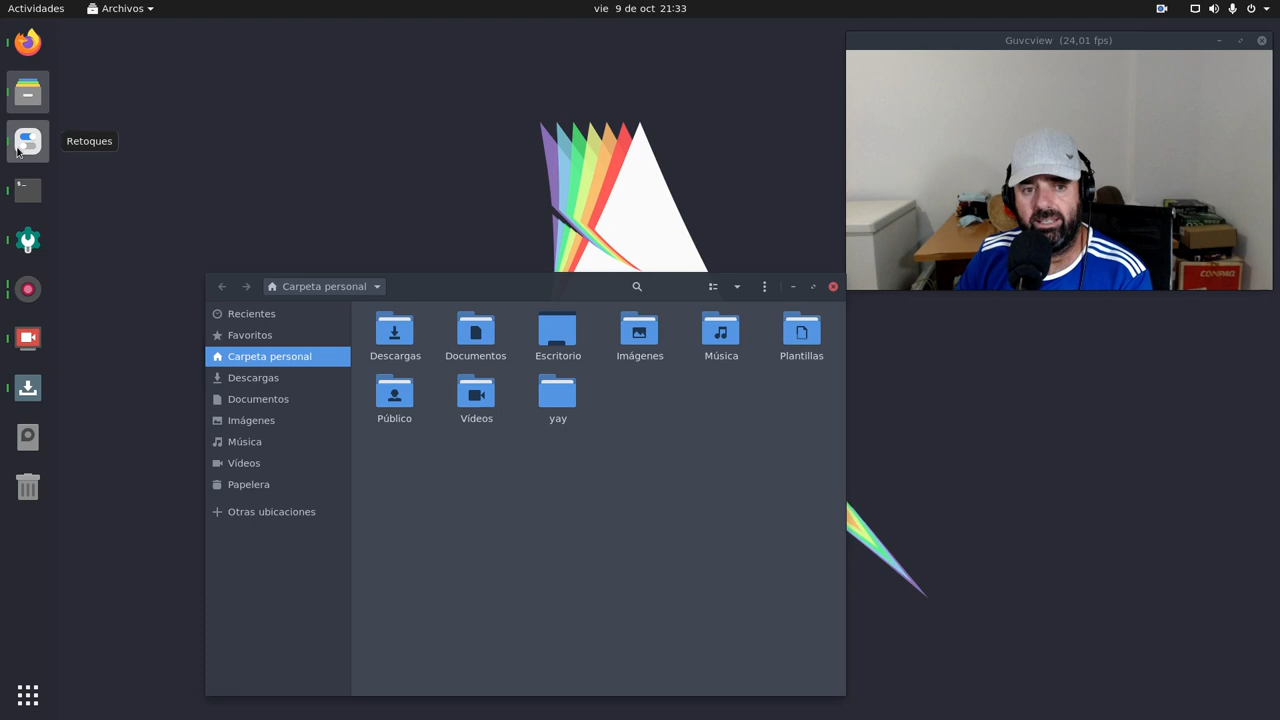 Actividades
Archivos
vie 9 de oct 21:33
Guvcview (24,01 fps)
Retoques
Carpeta personal
Recientes
Favoritos
Carpeta personal
Descargas
Documentos
Imágenes
Música
Vídeos
Papelera
Otras ubicaciones
Descargas
Documentos
Escritorio
Imágenes
Música
Plantillas
Público
Vídeos
yay
COMPAQ